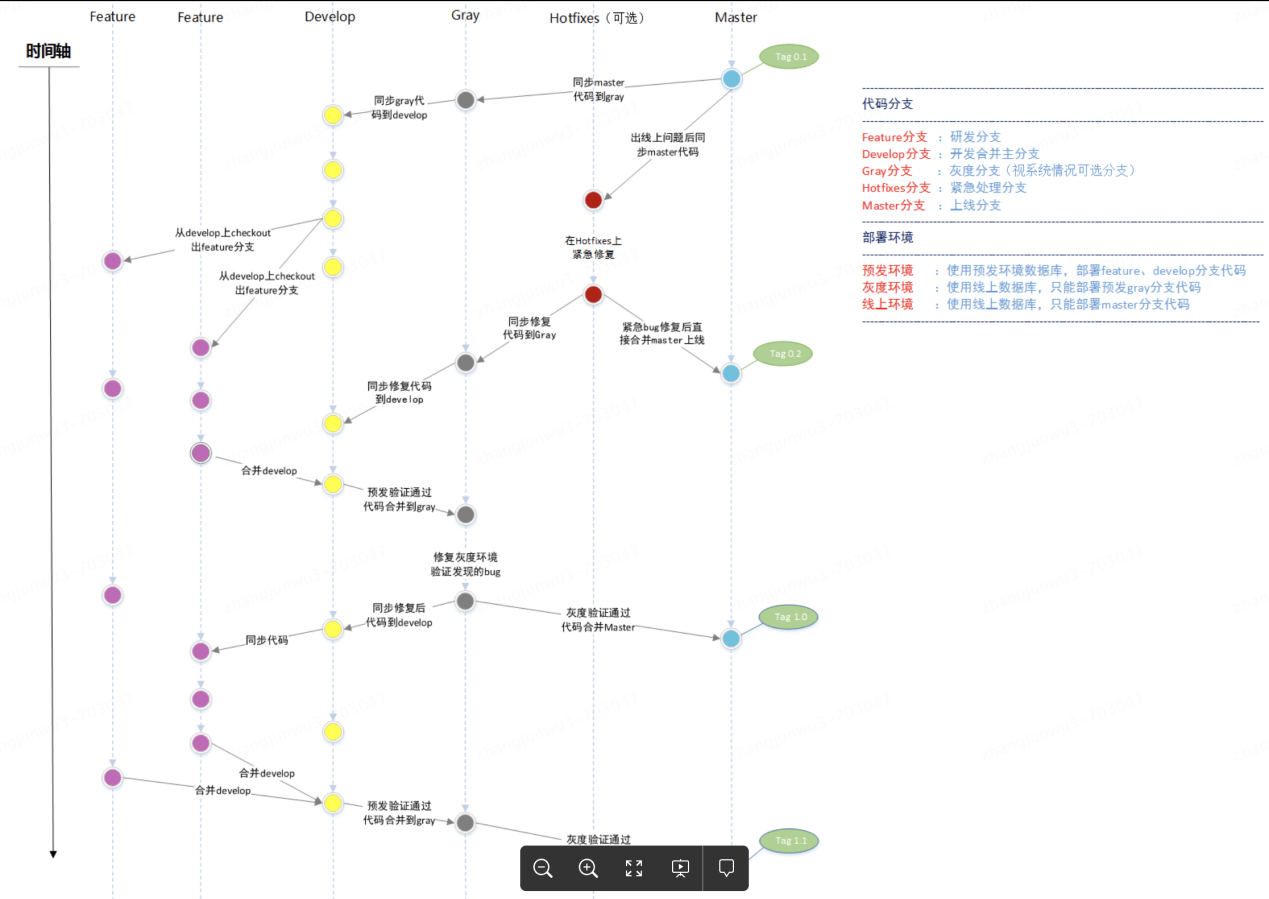 Feature
Feature
Develop
Gray
Hotfixes（可选）
Master
时间轴
Tag 0.1
同步master
代码到gray
同步gray代
码到develop
出线上问题后同
步master代码
从develop上checkout
出feature分支
在Hotfixes上
紧急修复
从develop上checkout
出feature分支
同步修复
代码到Gray
紧急bug修复后直
接合并master上线
Tag 0.2
同步修复代码
到develop
合并develop
预发验证通过
代码合并到gray
修复灰度环境
验证发现的bug
同步修复后
代码到develop
灰度验证通过
代码合并Master
Tag 1.0
同步代码
合并develop
合并develop
预发验证通过
代码合并到gray
灰度验证通过
Tag 1.1
代码分支
Feature分支 ：研发分支
Develop分支 ：开发合并主分支
Gray分支 ：灰度分支（视系统情况可选分支）
Hotfixes分支 ：紧急处理分支
Master分支 ：上线分支
部署环境
预发环境 ：使用预发环境数据库，部署feature、develop分支代码
灰度环境 ：使用线上数据库，只能部署预发gray分支代码
线上环境 ：使用线上数据库，只能部署master分支代码